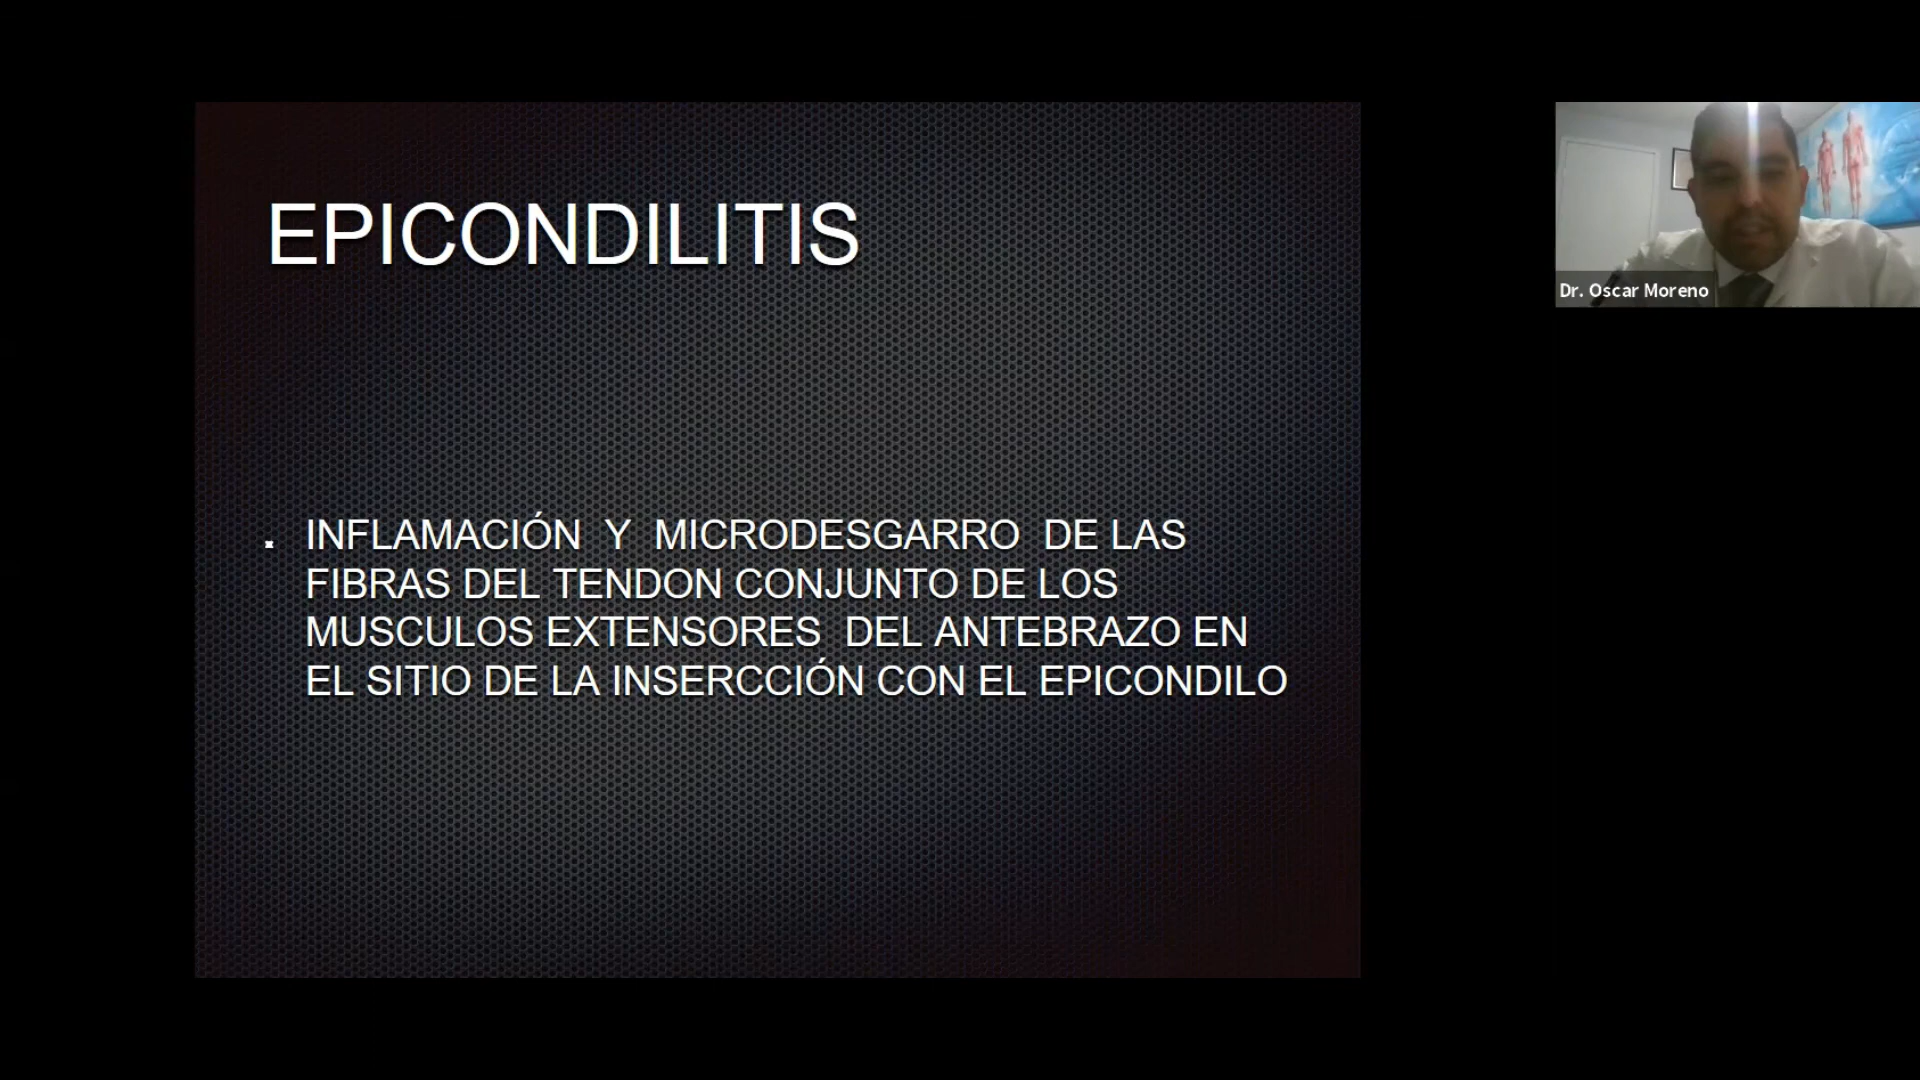 EPICONDILITIS
INFLAMACIÓN Y MICRODESGARRO DE LAS
FIBRAS DEL TENDON CONJUNTO DE LOS
MUSCULOS EXTENSORES DEL ANTEBRAZO EN
EL SITIO DE LA INSERCCIÓN CON EL EPICONDILO
Dr. Oscar Moreno